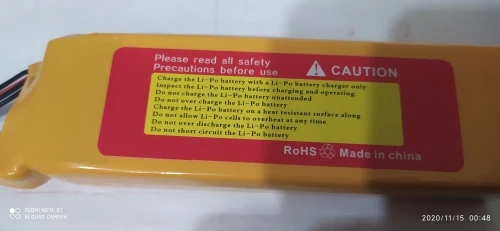 Please read all safety
Precautions before use
CAUTION
Charge the Li-Po battery with a Li-Po battery charger only
Inspect the Li-Po battery before charging and operating
Do not charge the Li-Po battery unattended
Do not over charge the Li-Po battery
Charge the Li-Po battery on a heat resistant surface along
Do not allow Li-Po cells to overheat at any time
Do not over discharge the Li-Po battery
Do not short circuit the Li-Po battery
RoHS Made in china
REDMI NOTE 8T
AI QUAD CAMERA
2020/11/15 00:48